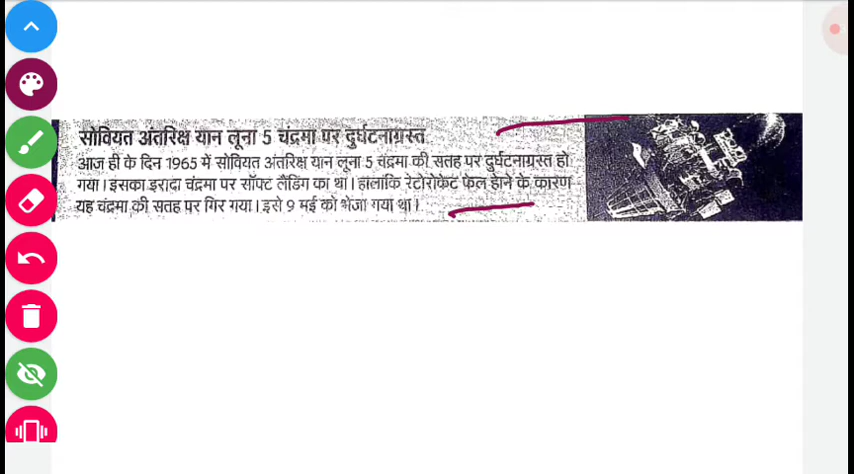 सोवियत अंतरिक्ष यान लूना 5 चंद्रमा पर दुर्घटनाग्रस्त
आज ही के दिन 1965 में सोवियत अंतरिक्ष यान लूना 5 चंद्रमा की सतह पर दुर्घटनाग्रस्त हो
गया। इसका इरादा चंद्रमा पर सॉफ्ट लैंडिंग का था। हालांकि रेटोरोकेट फेल होने के कारण
यह चंद्रमा की सतह पर गिर गया। इसे 9 मई को भेजा गया था।